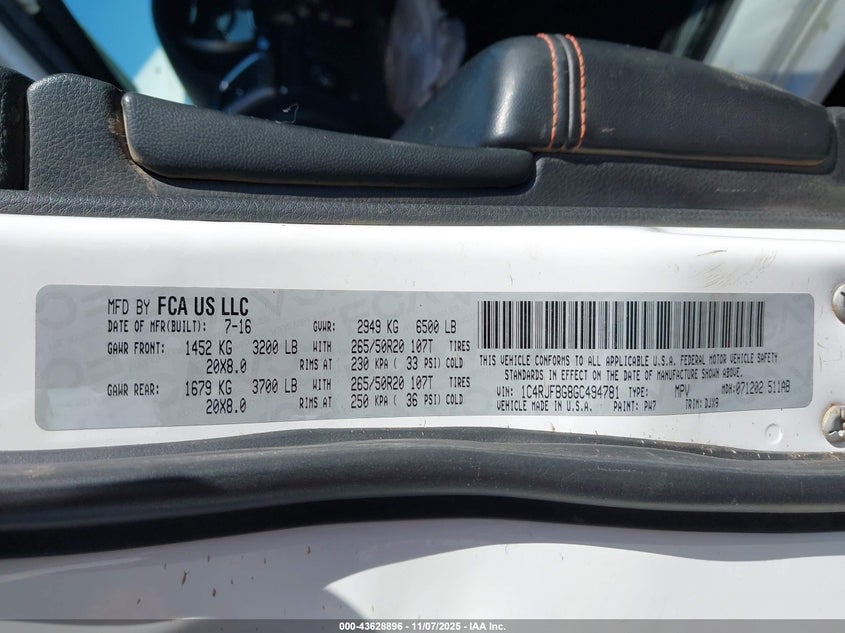 MFD BY FCA US LLC
DATE OF MFR(BUILT): 7-16 GVWR: 2949 KG 6500 LB
GAWR FRONT: 1452 KG 3200 LB WITH 265/50R20 107T TIRES
20X8.0 RIMS AT 230 KPA ( 33 PSI) COLD
GAWR REAR: 1679 KG 3700 LB WITH 265/50R20 107T TIRES
20X8.0 RIMS AT 250 KPA ( 36 PSI) COLD
THIS VEHICLE CONFORMS TO ALL APPLICABLE U.S.A. FEDERAL MOTOR VEHICLE SAFETY
STANDARDS IN EFFECT ON THE DATE OF MANUFACTURE SHOWN ABOVE.
VIN: 1C4RJFBG8GC494781 TYPE: MPV MDH: 071202 511AB
VEHICLE MADE IN U.S.A. PAINT: PW7 TRIM: DJX9
000-43628896 - 11/07/2025 - IAA Inc.